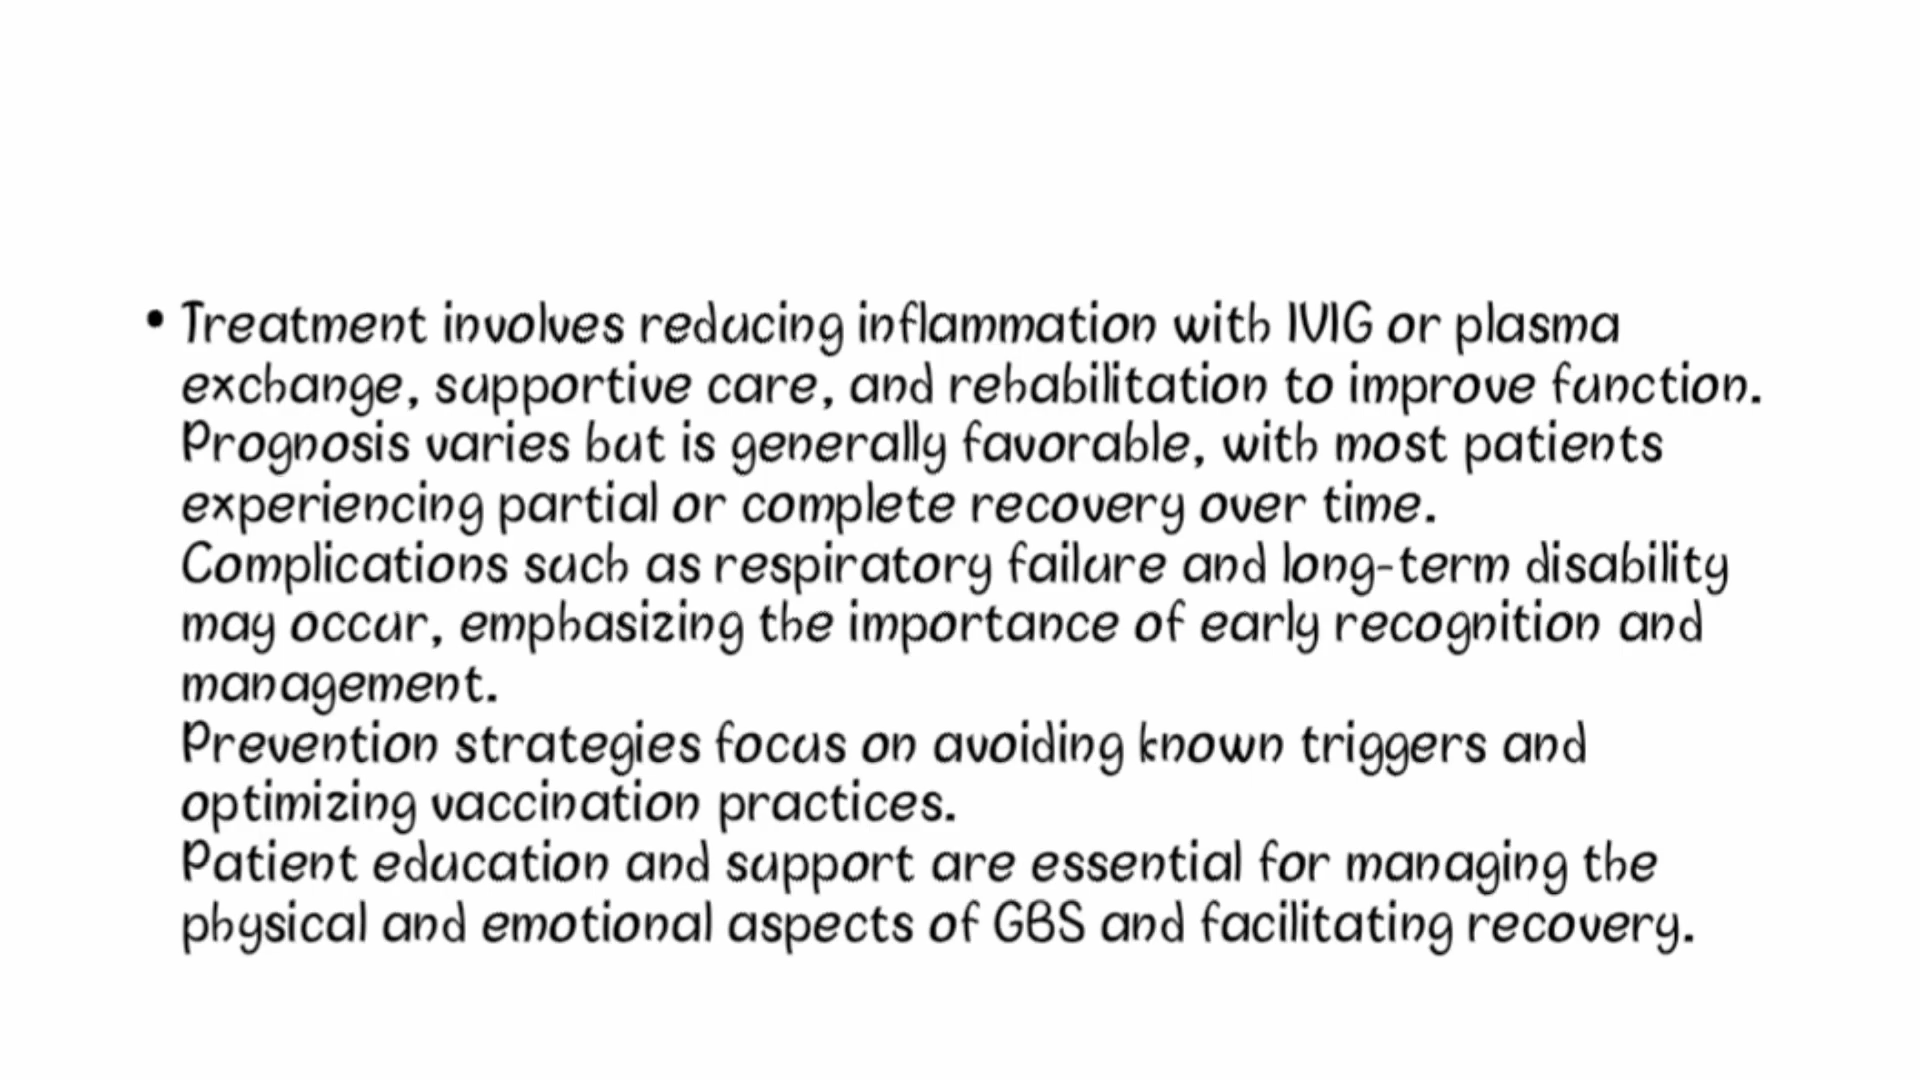 • Treatment involves reducing inflammation with IVIG or plasma
exchange, supportive care, and rehabilitation to improve function.
Prognosis varies but is generally favorable, with most patients
experiencing partial or complete recovery over time.
Complications such as respiratory failure and long-term disability
may occur, emphasizing the importance of early recognition and
management.
Prevention strategies focus on avoiding known triggers and
optimizing vaccination practices.
Patient education and support are essential for managing the
physical and emotional aspects of GBS and facilitating recovery.